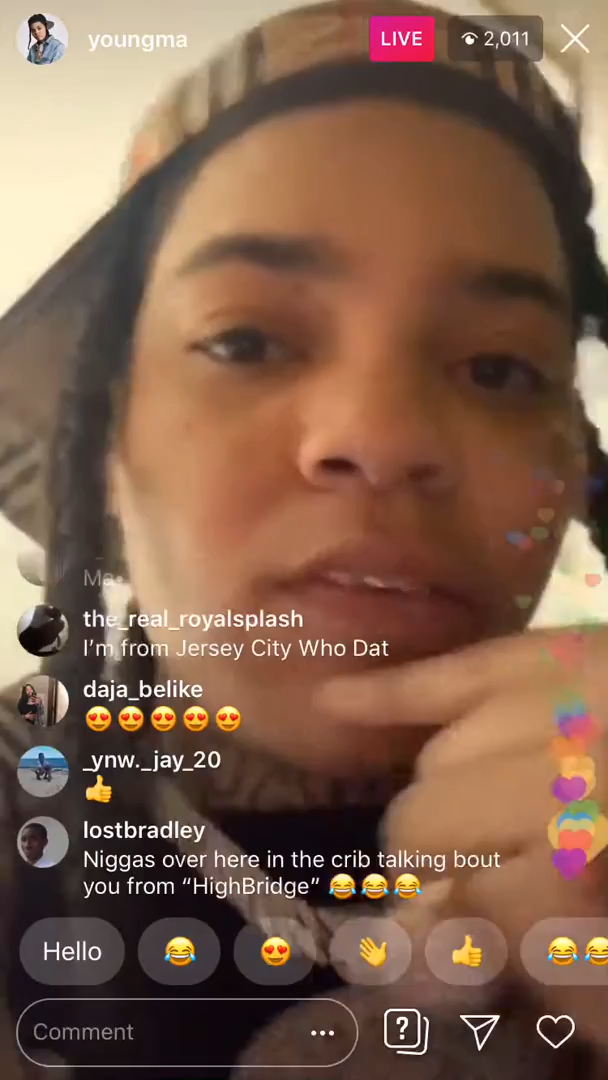 youngma
LIVE
2,011
the_real_royalsplash
I'm from Jersey City Who Dat
daja_belike
😍😍😍😍😍
_ynw._jay_20
👍
lostbradley
Niggas over here in the crib talking bout
you from “HighBridge” 😂😂😂
Hello 😂 😍 👋 👍 😂😂
Comment